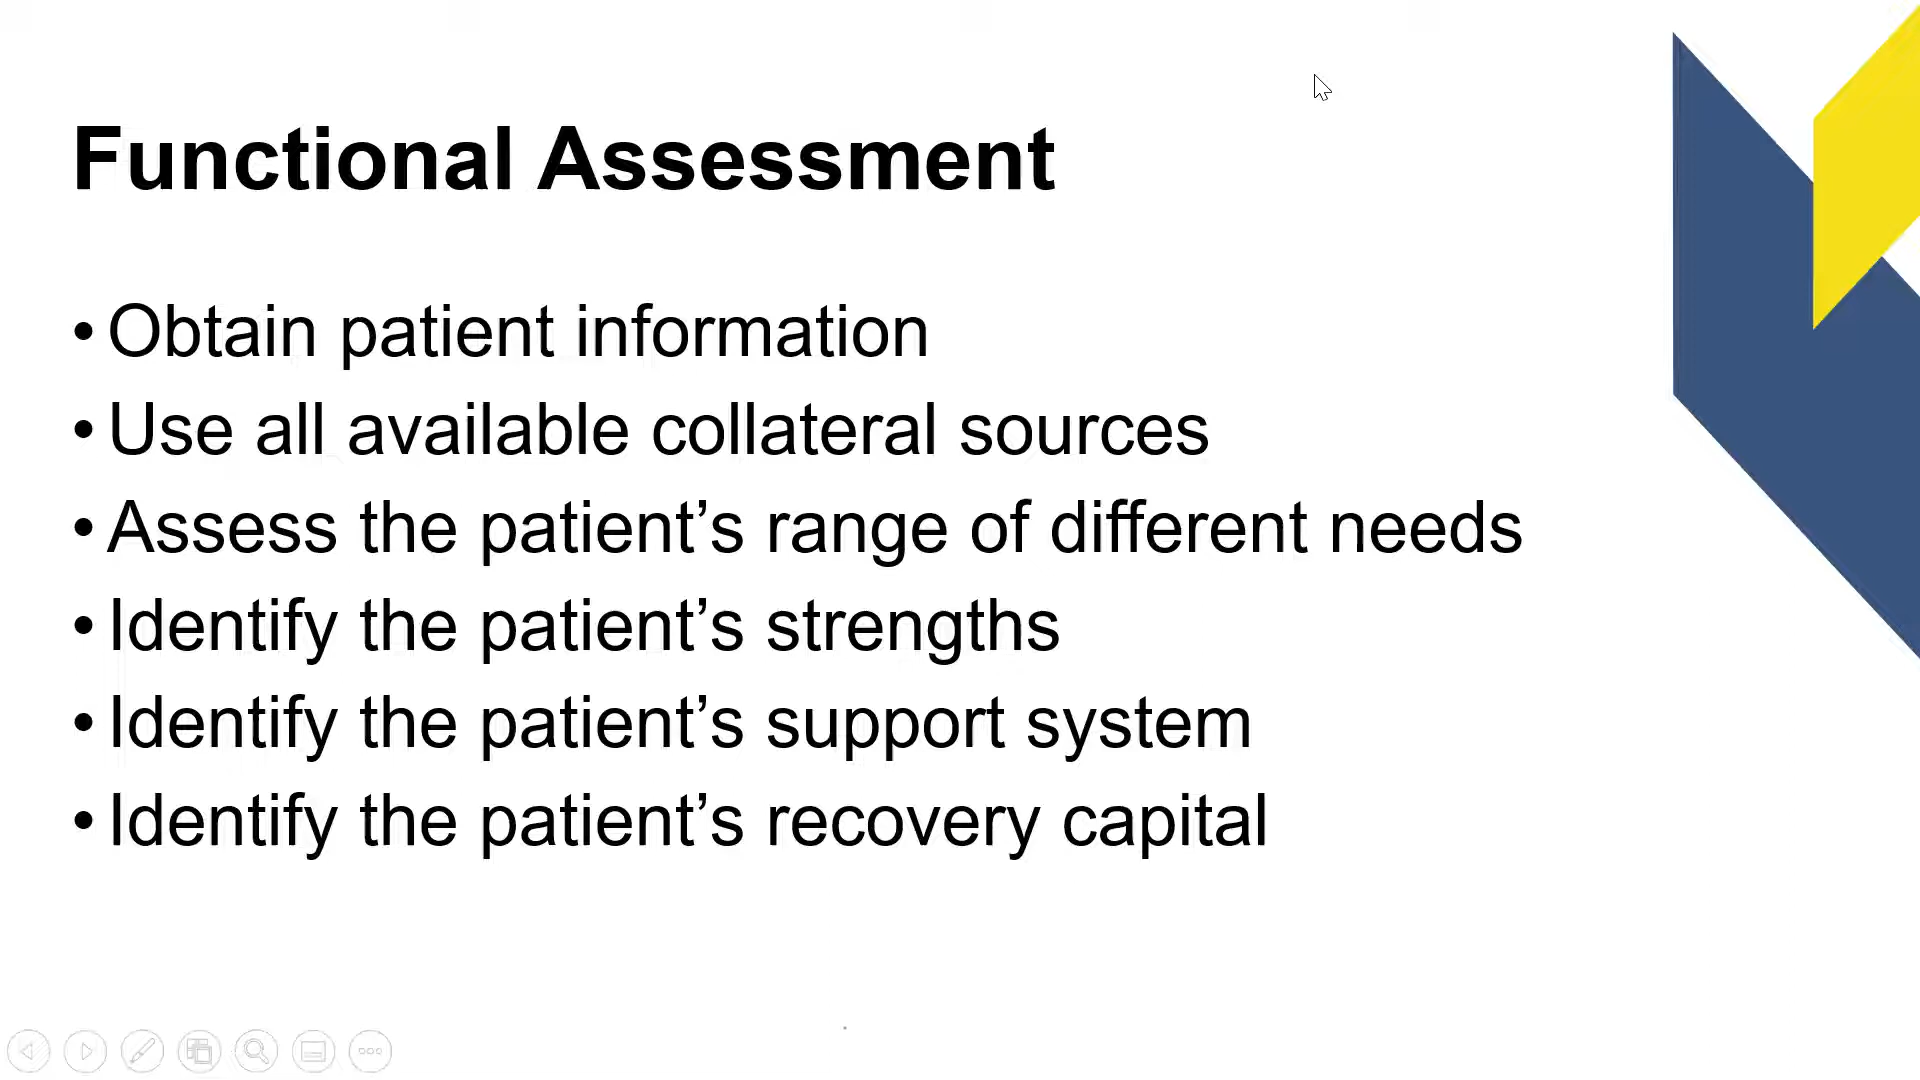 Functional Assessment
• Obtain patient information
• Use all available collateral sources
• Assess the patient’s range of different needs
• Identify the patient’s strengths
• Identify the patient’s support system
• Identify the patient’s recovery capital